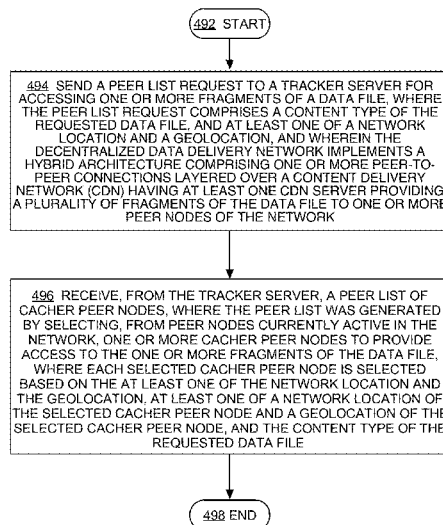 492 START
494 SEND A PEER LIST REQUEST TO A TRACKER SERVER FOR
ACCESSING ONE OR MORE FRAGMENTS OF A DATA FILE, WHERE
THE PEER LIST REQUEST COMPRISES A CONTENT TYPE OF THE
REQUESTED DATA FILE, AND AT LEAST ONE OF A NETWORK
LOCATION AND A GEOLOCATION, AND WHEREIN THE
DECENTRALIZED DATA DELIVERY NETWORK IMPLEMENTS A
HYBRID ARCHITECTURE COMPRISING ONE OR MORE PEER-TO-
PEER CONNECTIONS LAYERED OVER A CONTENT DELIVERY
NETWORK (CDN) HAVING AT LEAST ONE CDN SERVER PROVIDING
A PLURALITY OF FRAGMENTS OF THE DATA FILE TO ONE OR MORE
PEER NODES OF THE NETWORK
496 RECEIVE, FROM THE TRACKER SERVER, A PEER LIST OF
CACHER PEER NODES, WHERE THE PEER LIST WAS GENERATED
BY SELECTING, FROM PEER NODES CURRENTLY ACTIVE IN THE
NETWORK, ONE OR MORE CACHER PEER NODES TO PROVIDE
ACCESS TO THE ONE OR MORE FRAGMENTS OF THE DATA FILE,
WHERE EACH SELECTED CACHER PEER NODE IS SELECTED
BASED ON THE AT LEAST ONE OF THE NETWORK LOCATION AND
THE GEOLOCATION, AT LEAST ONE OF A NETWORK LOCATION OF
THE SELECTED CACHER PEER NODE AND A GEOLOCATION OF THE
SELECTED CACHER PEER NODE, AND THE CONTENT TYPE OF THE
REQUESTED DATA FILE
498 END